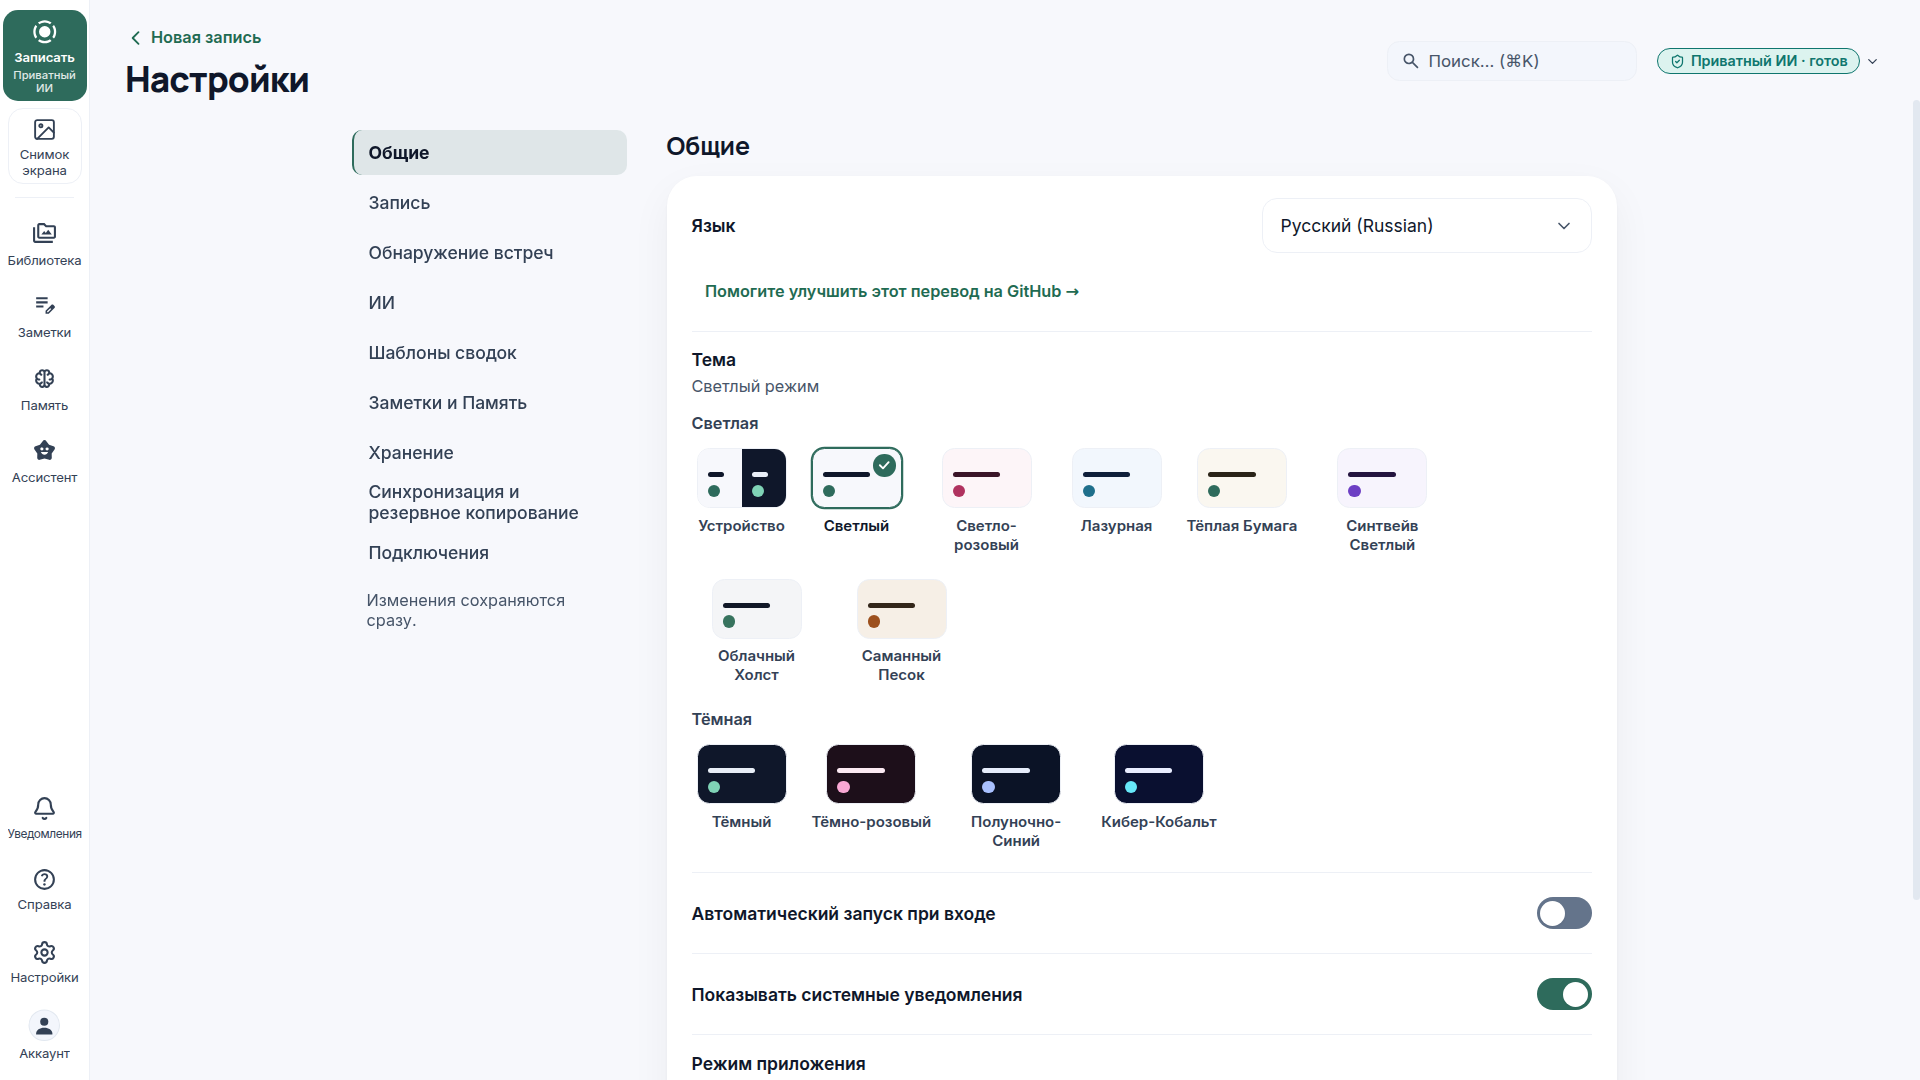 Записать
Приватный
ИИ
Снимок
экрана
Библиотека
Заметки
Память
Ассистент
Уведомления
Справка
Настройки
Аккаунт
Новая запись
Настройки
Поиск... (⌘K)
Приватный ИИ · готов
Общие
Запись
Обнаружение встреч
ИИ
Шаблоны сводок
Заметки и Память
Хранение
Синхронизация и
резервное копирование
Подключения
Изменения сохраняются
сразу.
Общие
Язык
Русский (Russian)
Помогите улучшить этот перевод на GitHub →
Тема
Светлый режим
Светлая
Устройство
Светлый
Светло-
розовый
Лазурная
Тёплая Бумага
Синтвейв
Светлый
Облачный
Холст
Саманный
Песок
Тёмная
Тёмный
Тёмно-розовый
Полуночно-
Синий
Кибер-Кобальт
Автоматический запуск при входе
Показывать системные уведомления
Режим приложения